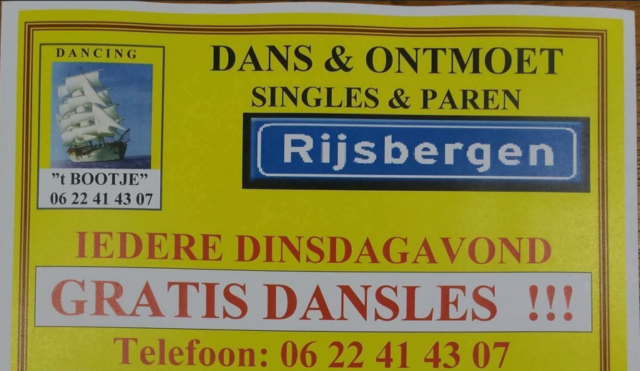 DANCING
"t BOOTJE"
06 22 41 43 07
DANS & ONTMOET
SINGLES & PAREN
Rijsbergen
IEDERE DINSDAGAVOND
GRATIS DANSLES !!!
Telefoon: 06 22 41 43 07